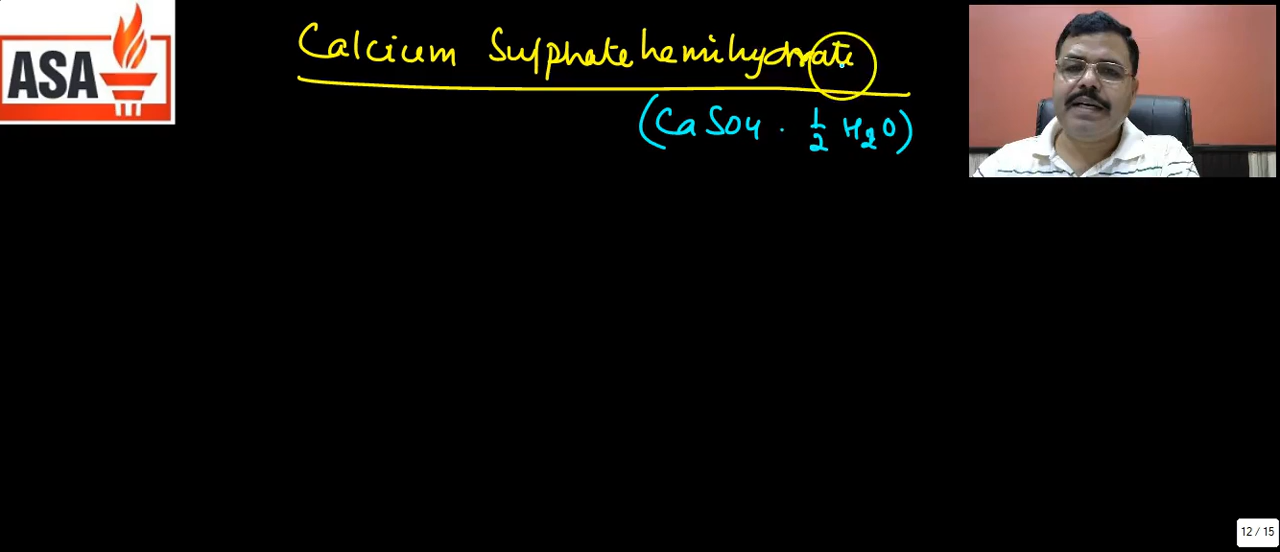 ASA
Calcium Sulphate hemihydrate
(CaSO4 . 1/2 H2O)
12 / 15